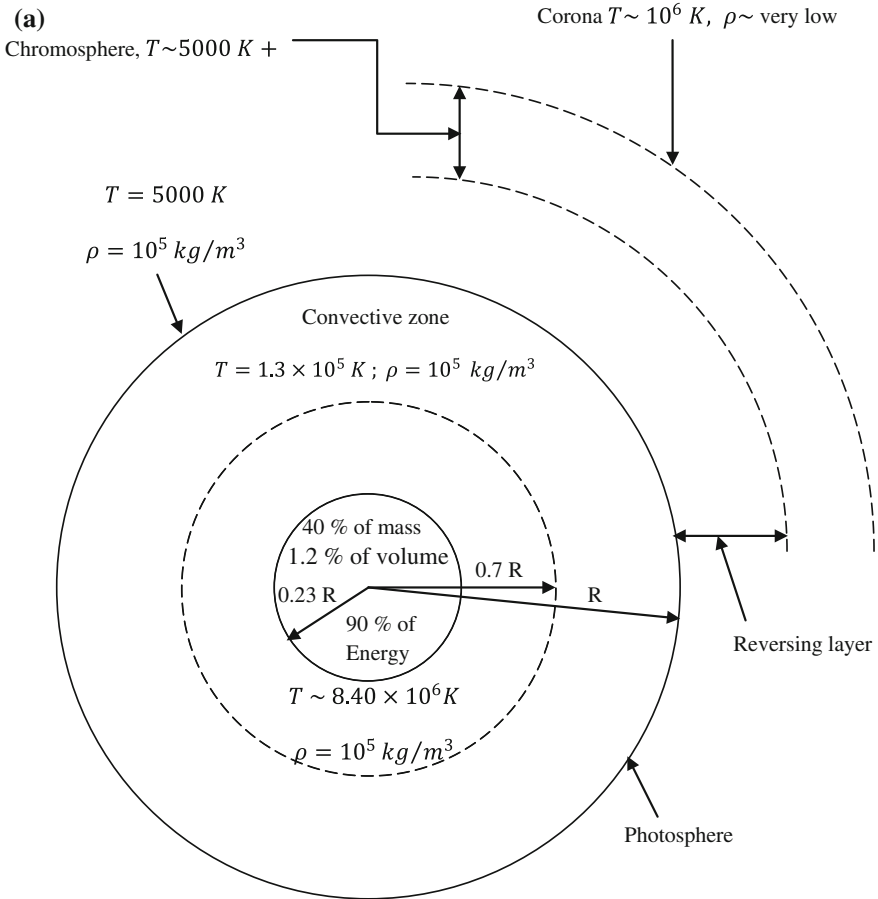 (a)
Corona T~ 10⁶ K, ρ~ very low
Chromosphere, T~5000 K +
T = 5000 K
ρ = 10⁵ kg/m³
Convective zone
T = 1.3 × 10⁵ K ; ρ = 10⁵ kg/m³
40 % of mass
1.2 % of volume
0.7 R
0.23 R
R
90 % of
Energy
Reversing layer
T ~ 8.40 × 10⁶K
ρ = 10⁵ kg/m³
Photosphere